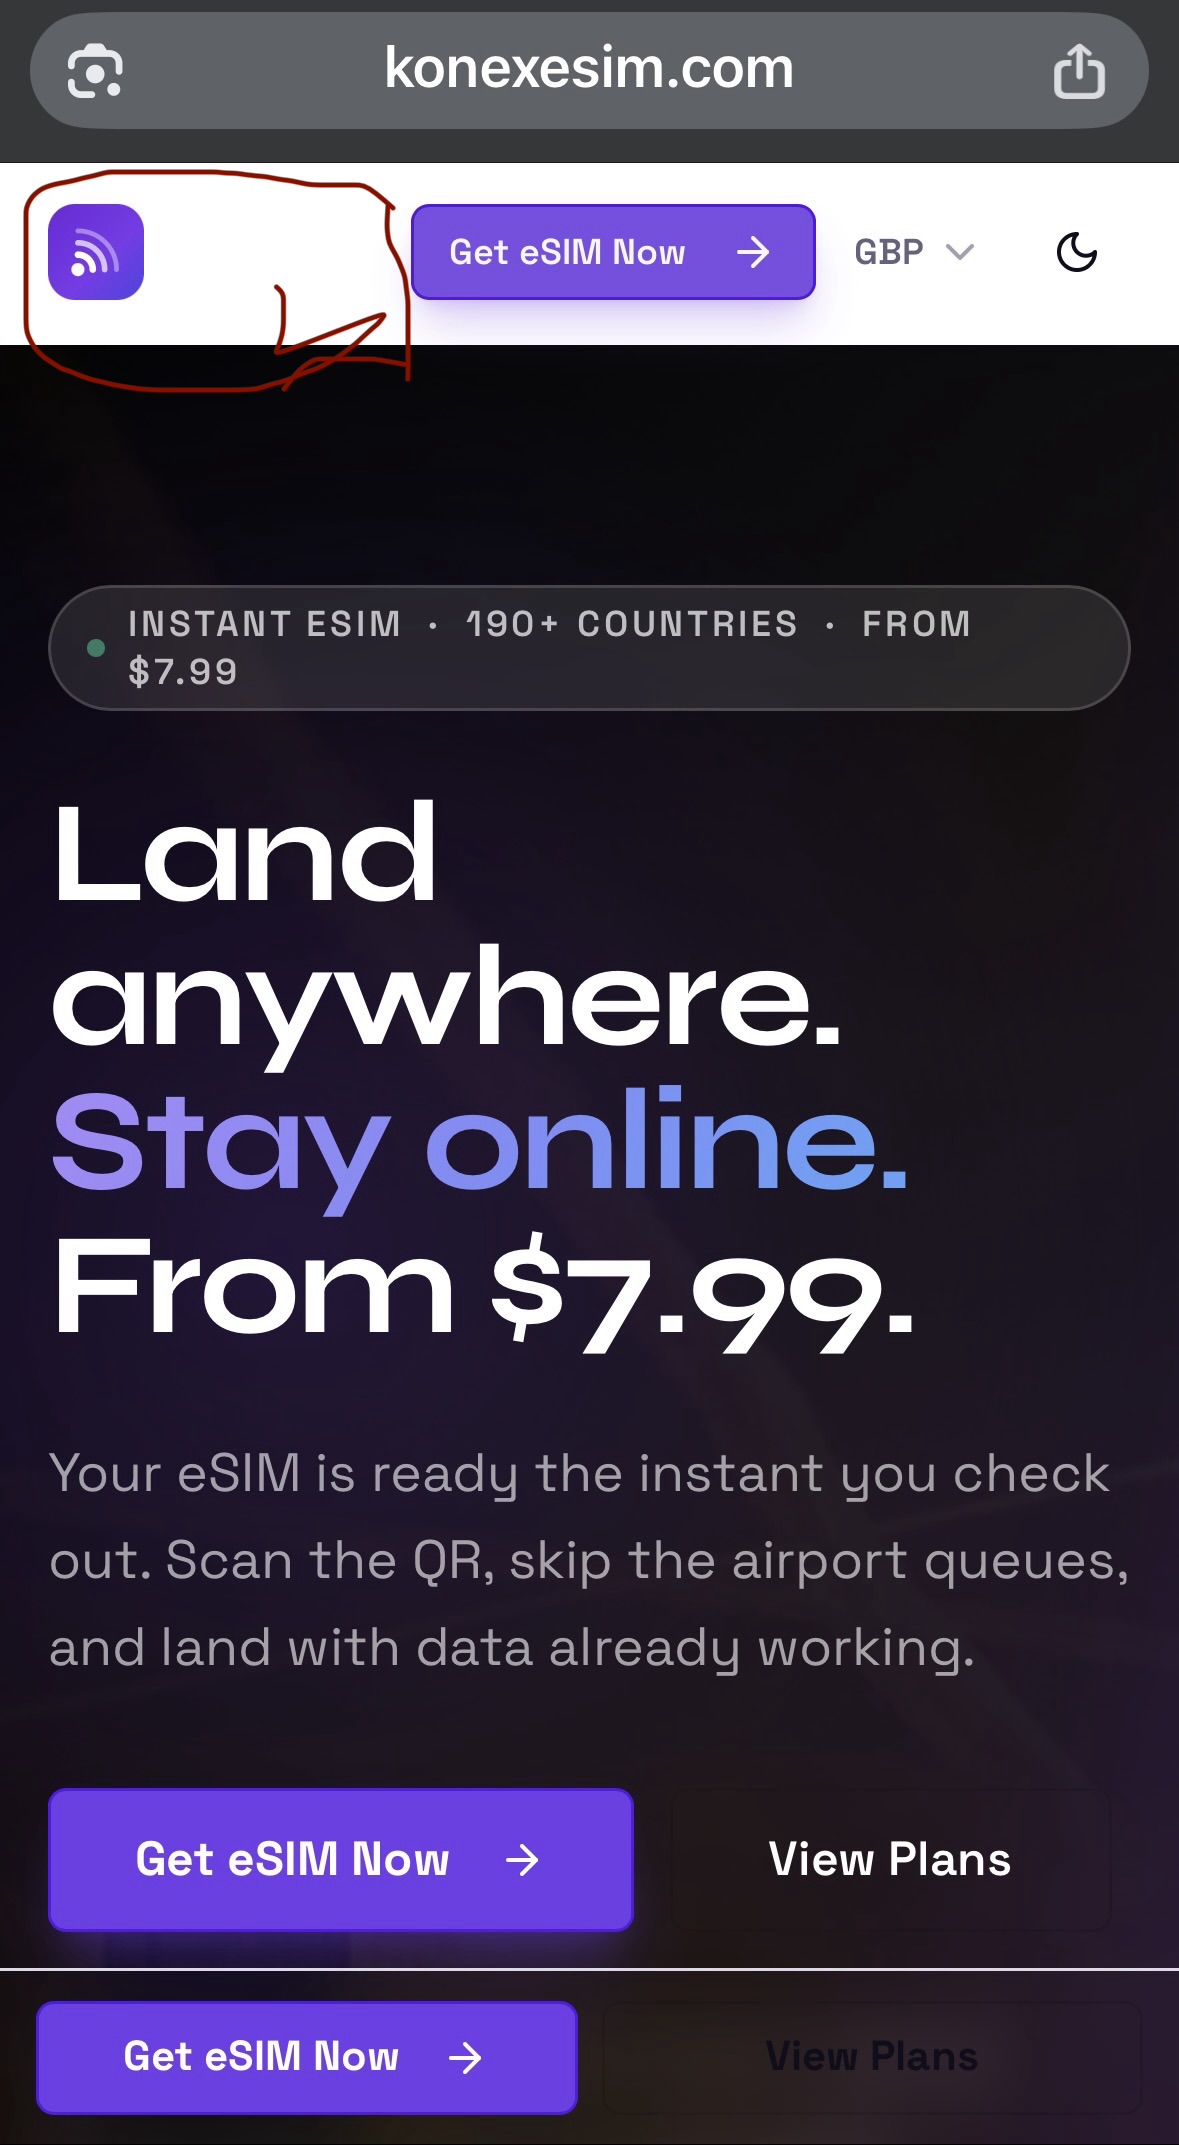 konexesim.com
Get eSIM Now
GBP
INSTANT ESIM · 190+ COUNTRIES · FROM
$7.99
Land
anywhere.
Stay online.
From $7.99.
Your eSIM is ready the instant you check
out. Scan the QR, skip the airport queues,
and land with data already working.
Get eSIM Now
View Plans
Get eSIM Now
View Plans